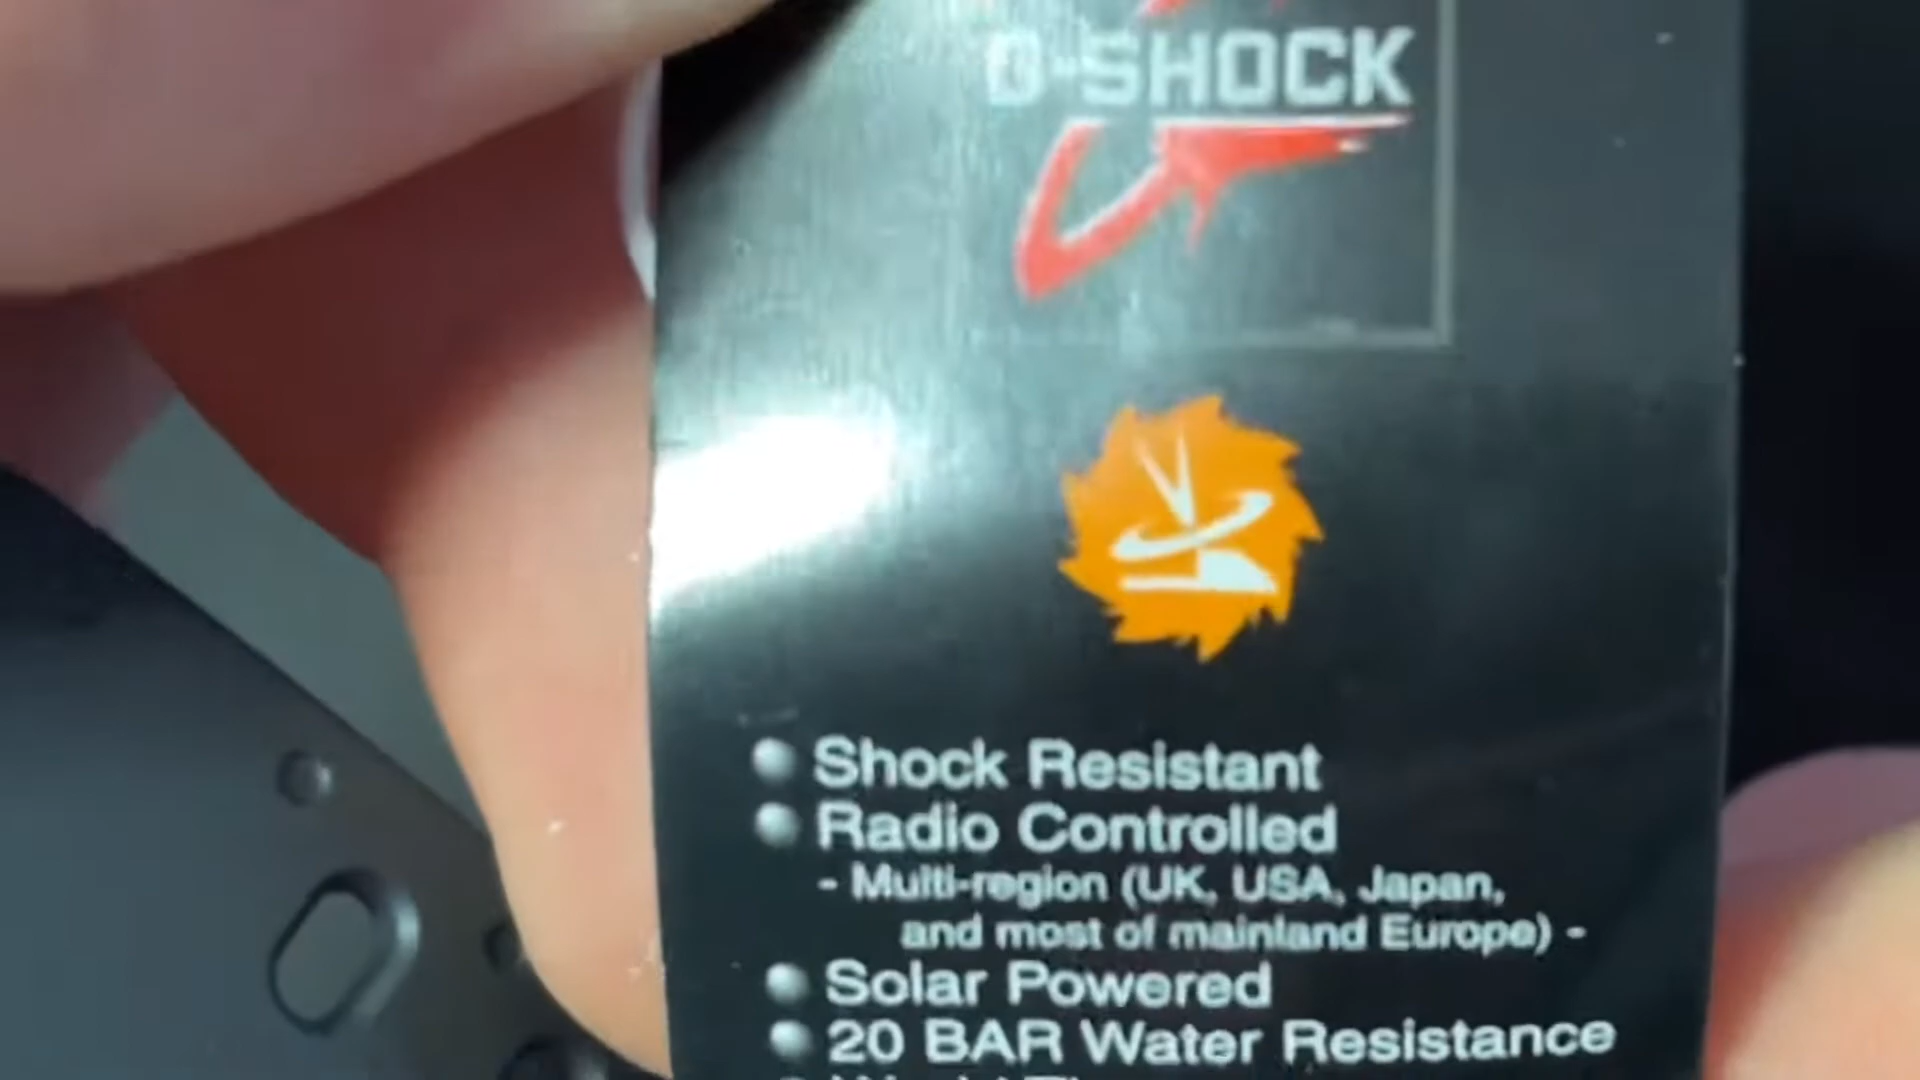 G-SHOCK
Shock Resistant
Radio Controlled
- Multi-region (UK, USA, Japan,
and most of mainland Europe) -
Solar Powered
20 BAR Water Resistance